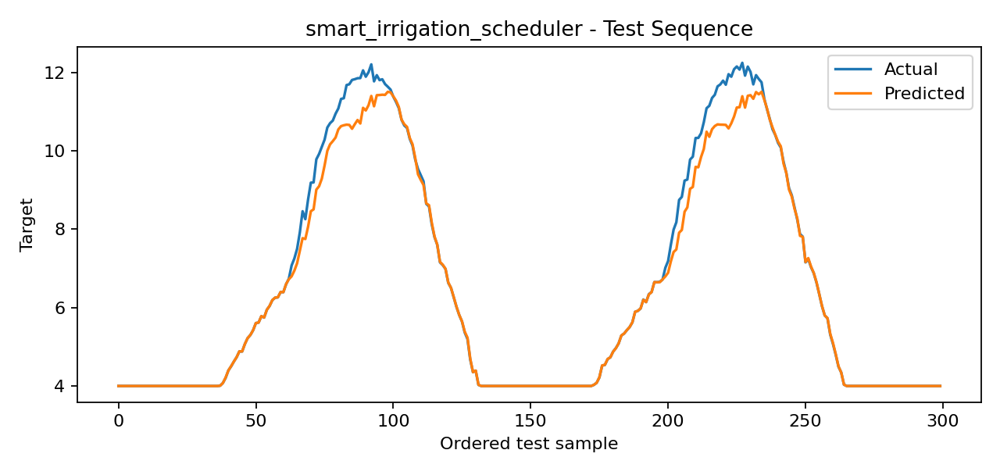 smart_irrigation_scheduler - Test Sequence
Actual
Predicted
Target
12
10
8
6
4
0 50 100 150 200 250 300
Ordered test sample